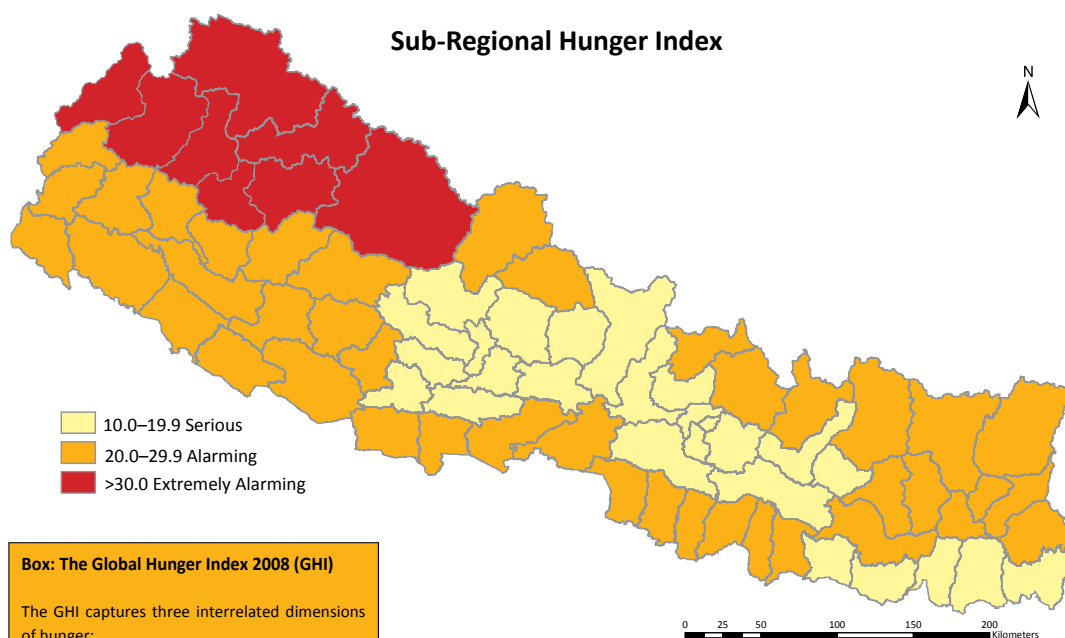 Sub-Regional Hunger Index
N
10.0–19.9 Serious
20.0–29.9 Alarming
>30.0 Extremely Alarming
Box: The Global Hunger Index 2008 (GHI)
The GHI captures three interrelated dimensions
of hunger:
0 25 50 100 150 200
Kilometers